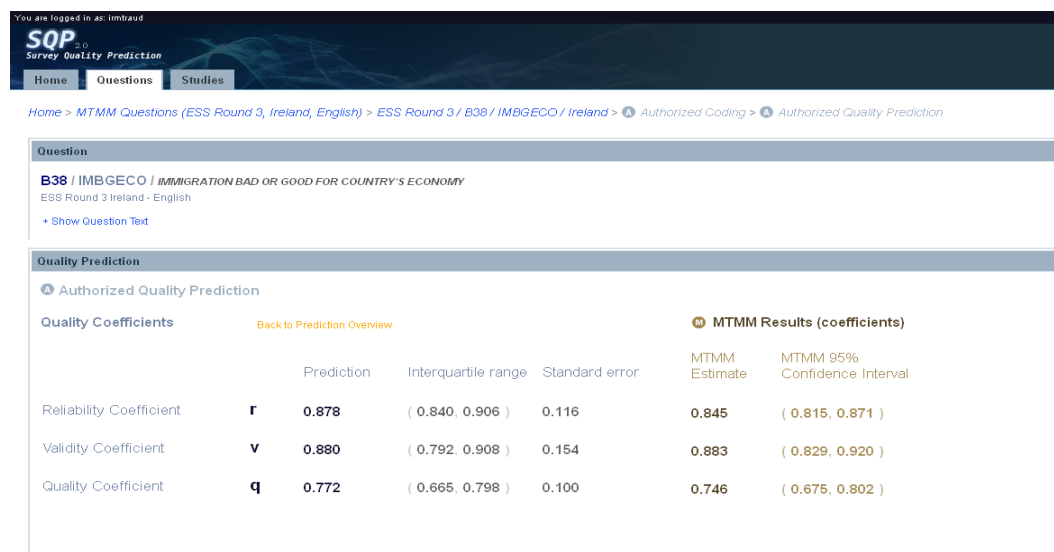 You are logged in as: irmtraud
SQP 2.0
Survey Quality Prediction
Home Questions Studies
Home > MTMM Questions (ESS Round 3, Ireland, English) > ESS Round 3 / B38 / IMBGECO / Ireland > A Authorized Coding > A Authorized Quality Prediction
Question
B38 / IMBGECO / IMMIGRATION BAD OR GOOD FOR COUNTRY'S ECONOMY
ESS Round 3 Ireland - English
+ Show Question Text
Quality Prediction
A Authorized Quality Prediction
Quality Coefficients Back to Prediction Overview M MTMM Results (coefficients)
Prediction Interquartile range Standard error MTMM Estimate MTMM 95% Confidence Interval
Reliability Coefficient r 0.878 ( 0.840, 0.906 ) 0.116 0.845 ( 0.815, 0.871 )
Validity Coefficient v 0.880 ( 0.792, 0.908 ) 0.154 0.883 ( 0.829, 0.920 )
Quality Coefficient q 0.772 ( 0.665, 0.798 ) 0.100 0.746 ( 0.675, 0.802 )